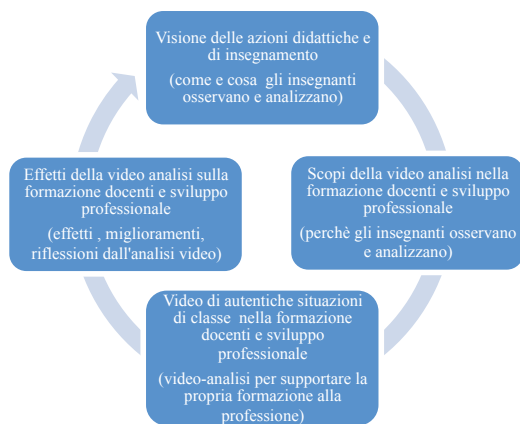 Visione delle azioni didattiche e
di insegnamento
(come e cosa gli insegnanti
osservano e analizzano)
Effetti della video analisi sulla
formazione docenti e sviluppo
professionale
(effetti , miglioramenti,
riflessioni dall'analisi video)
Scopi della video analisi nella
formazione docenti e sviluppo
professionale
(perchè gli insegnanti osservano
e analizzano)
Video di autentiche situazioni
di classe nella formazione
docenti e sviluppo
professionale
(video-analisi per supportare la
propria formazione alla
professione)